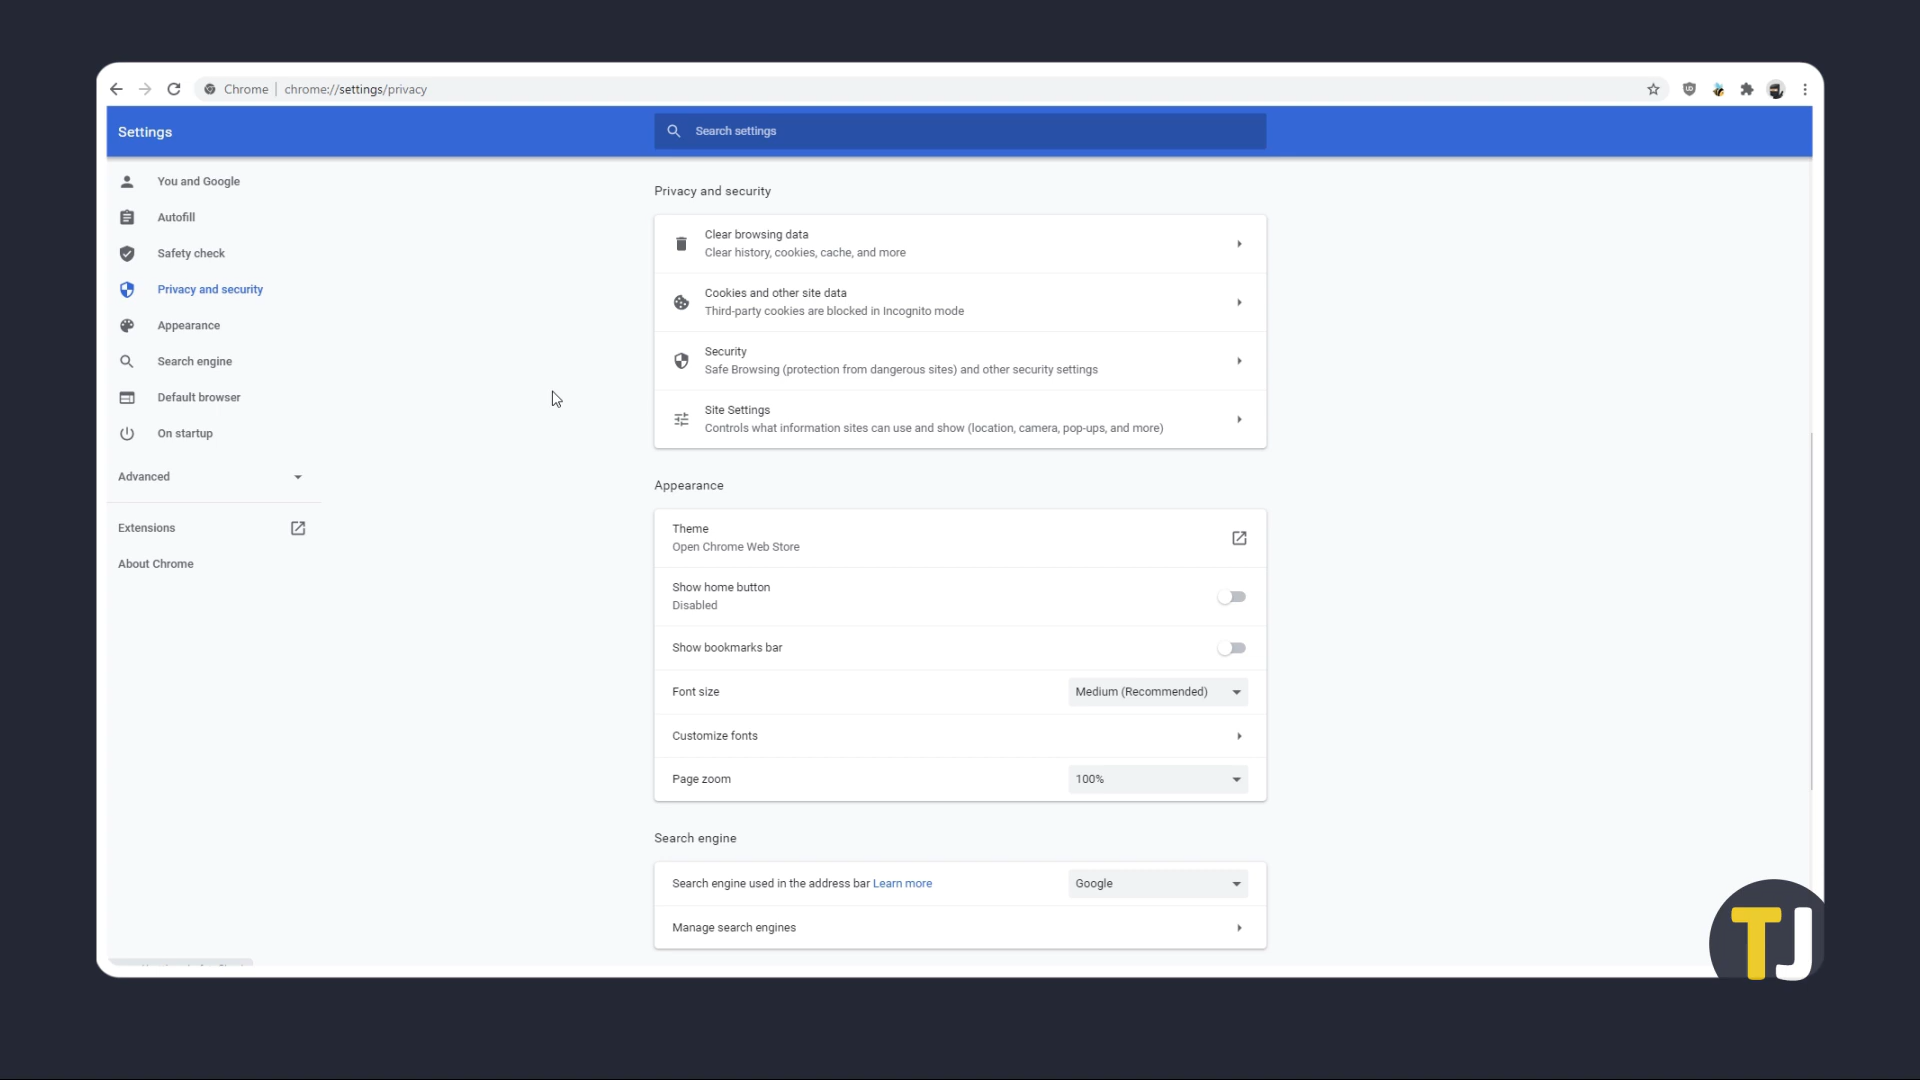 Chrome | chrome://settings/privacy
Settings
Search settings
You and Google
Autofill
Safety check
Privacy and security
Appearance
Search engine
Default browser
On startup
Advanced
Extensions
About Chrome
Privacy and security
Clear browsing data
Clear history, cookies, cache, and more
Cookies and other site data
Third-party cookies are blocked in Incognito mode
Security
Safe Browsing (protection from dangerous sites) and other security settings
Site Settings
Controls what information sites can use and show (location, camera, pop-ups, and more)
Appearance
Theme
Open Chrome Web Store
Show home button
Disabled
Show bookmarks bar
Font size
Medium (Recommended)
Customize fonts
Page zoom
100%
Search engine
Search engine used in the address bar Learn more
Google
Manage search engines
TJ